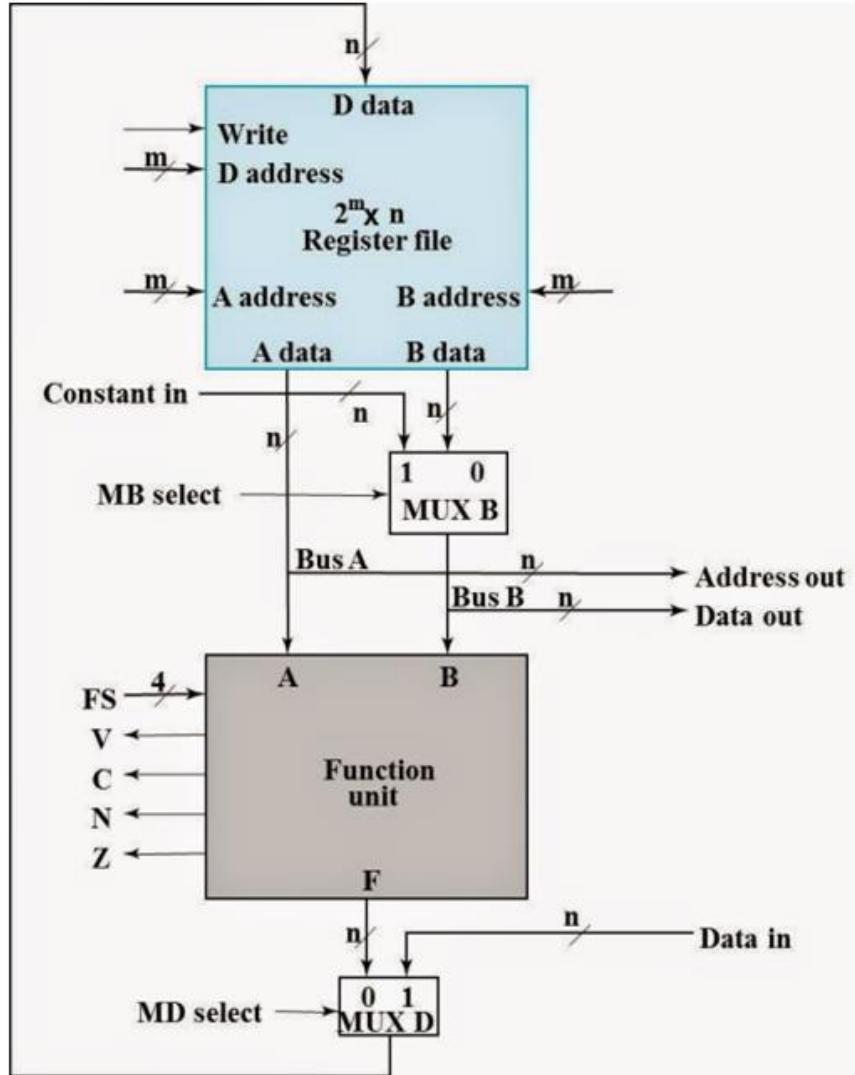 n
D data
Write
m
D address
2^m x n
Register file
m
m
A address
B address
A data
B data
Constant in
n
n
n
1 0
MB select
MUX B
Bus A
n
Address out
Bus B
n
Data out
A
B
FS
4
V
Function
unit
C
N
Z
F
n
n
Data in
0 1
MD select
MUX D